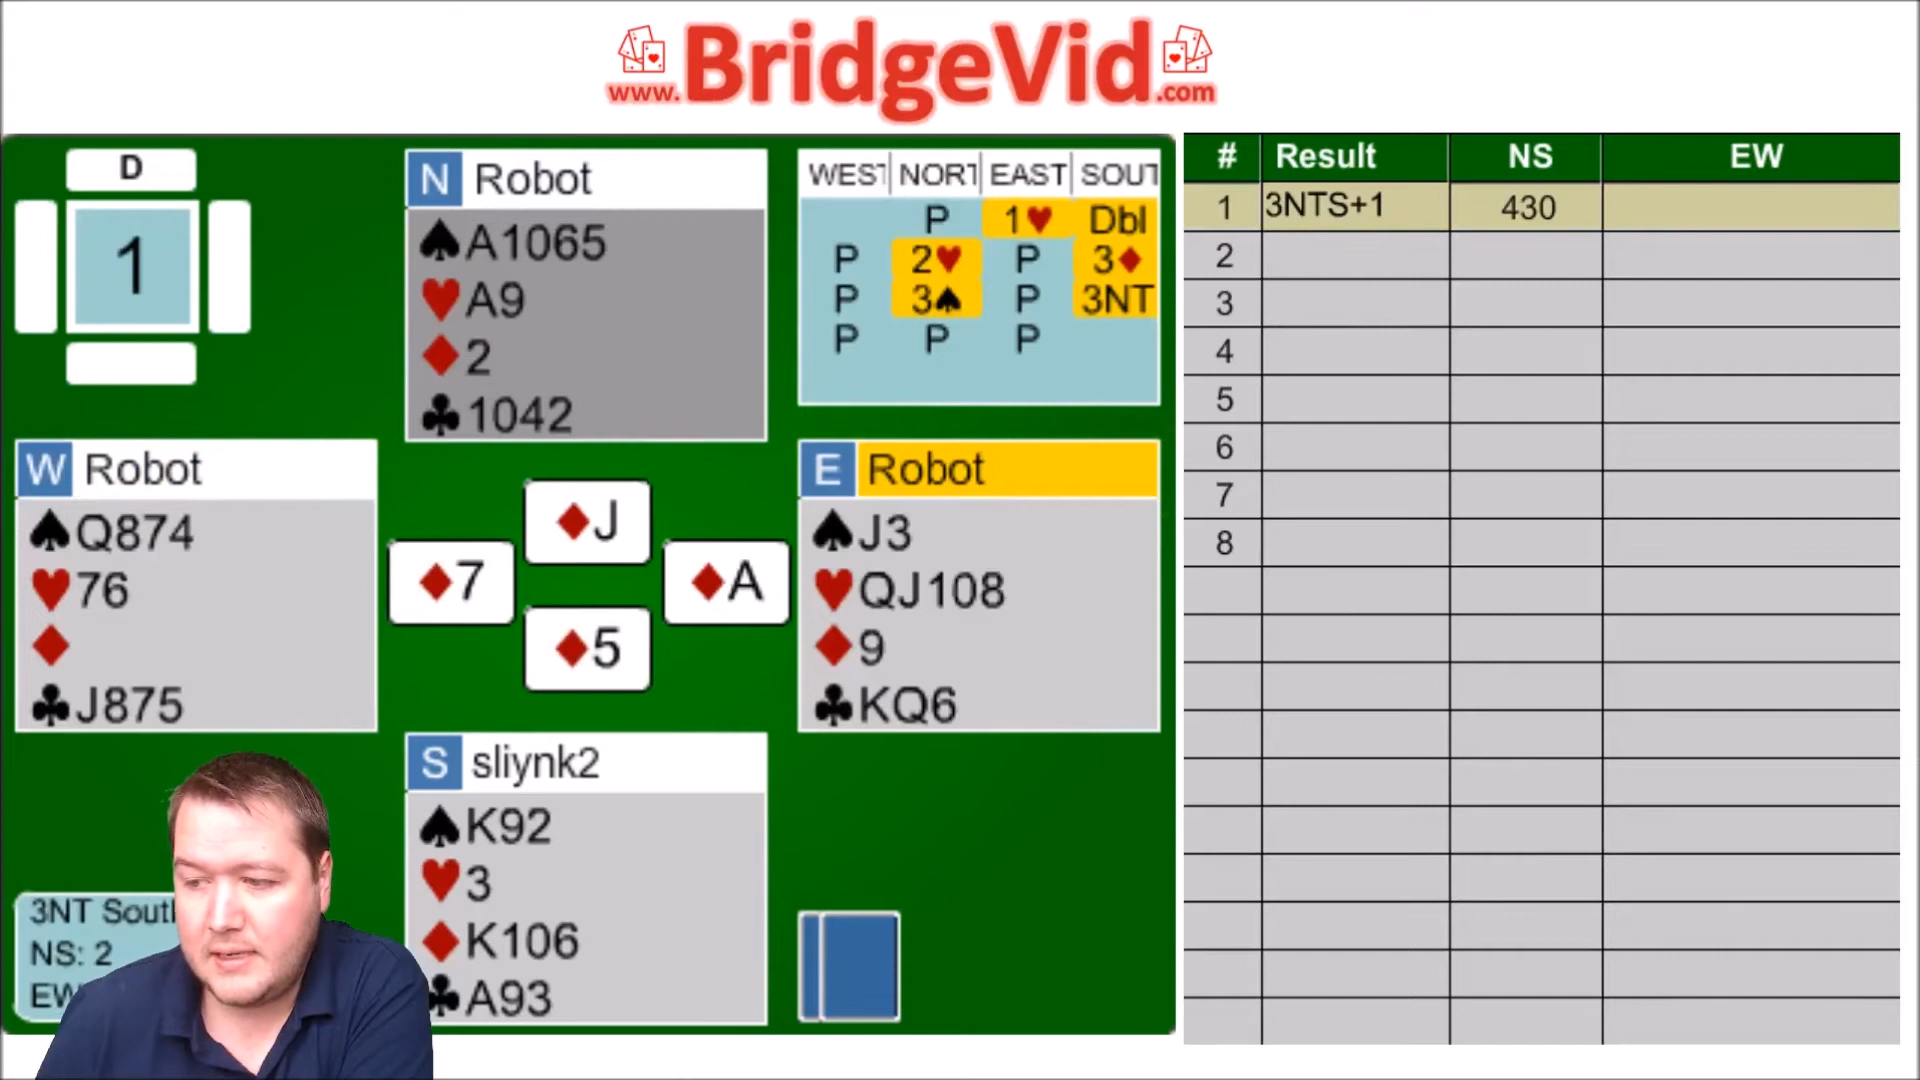 www.BridgeVid.com
D
1
N Robot
♠A1065
♥A9
♦2
♣1042
WEST NORT EAST SOUT
P 1♥ Dbl
P 2♥ P 3♦
P 3♠ P 3NT
P P P
W Robot
♠Q874
♥76
♦
♣J875
♦J
♦7
♦A
♦5
E Robot
♠J3
♥QJ108
♦9
♣KQ6
S sliynk2
♠K92
♥3
♦K106
♣A93
3NT Sout
NS: 2
EW
# Result NS EW
1 3NTS+1 430
2
3
4
5
6
7
8